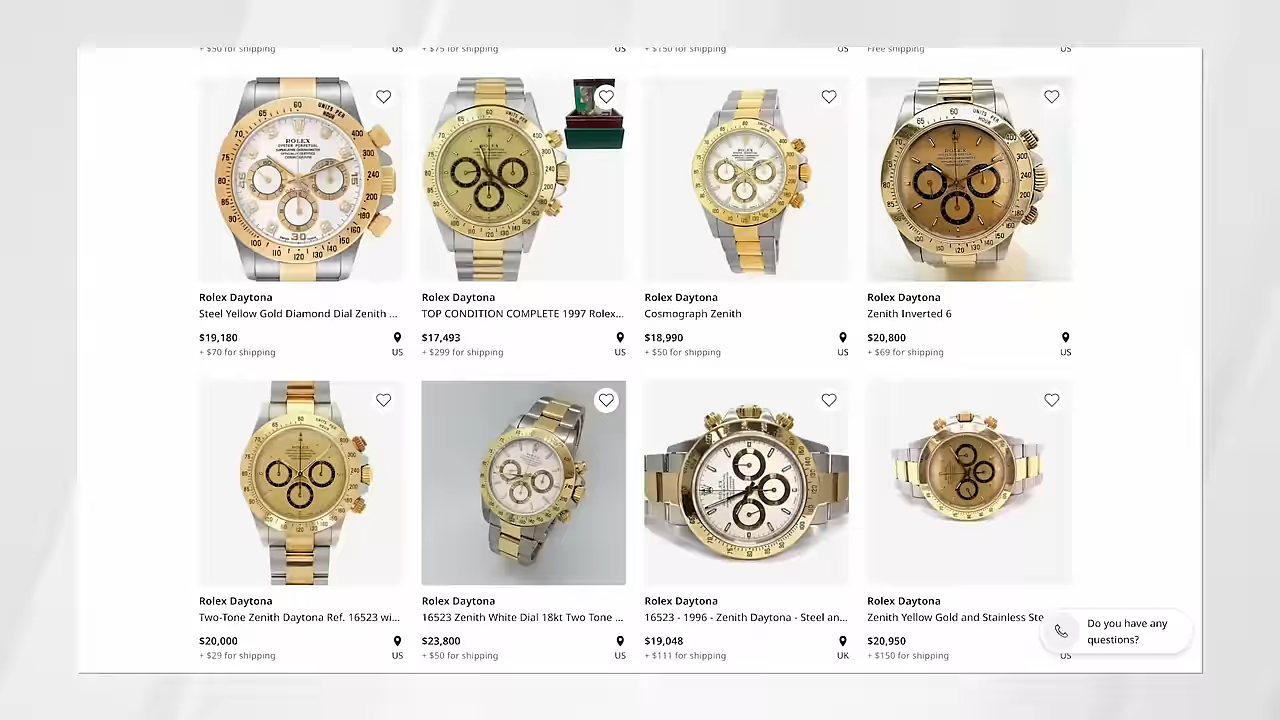 + $50 for shipping US
+ $75 for shipping US
+ $150 for shipping US
Free shipping US
Rolex Daytona
Steel Yellow Gold Diamond Dial Zenith ...
$19,180
+ $70 for shipping US
Rolex Daytona
TOP CONDITION COMPLETE 1997 Rolex...
$17,493
+ $299 for shipping US
Rolex Daytona
Cosmograph Zenith
$18,990
+ $50 for shipping US
Rolex Daytona
Zenith Inverted 6
$20,800
+ $69 for shipping US
Rolex Daytona
Two-Tone Zenith Daytona Ref. 16523 wi...
$20,000
+ $29 for shipping US
Rolex Daytona
16523 Zenith White Dial 18kt Two Tone ...
$23,800
+ $50 for shipping US
Rolex Daytona
16523 - 1996 - Zenith Daytona - Steel an...
$19,048
+ $111 for shipping UK
Rolex Daytona
Zenith Yellow Gold and Stainless Ste
$20,950
+ $150 for shipping US
Do you have any
questions?